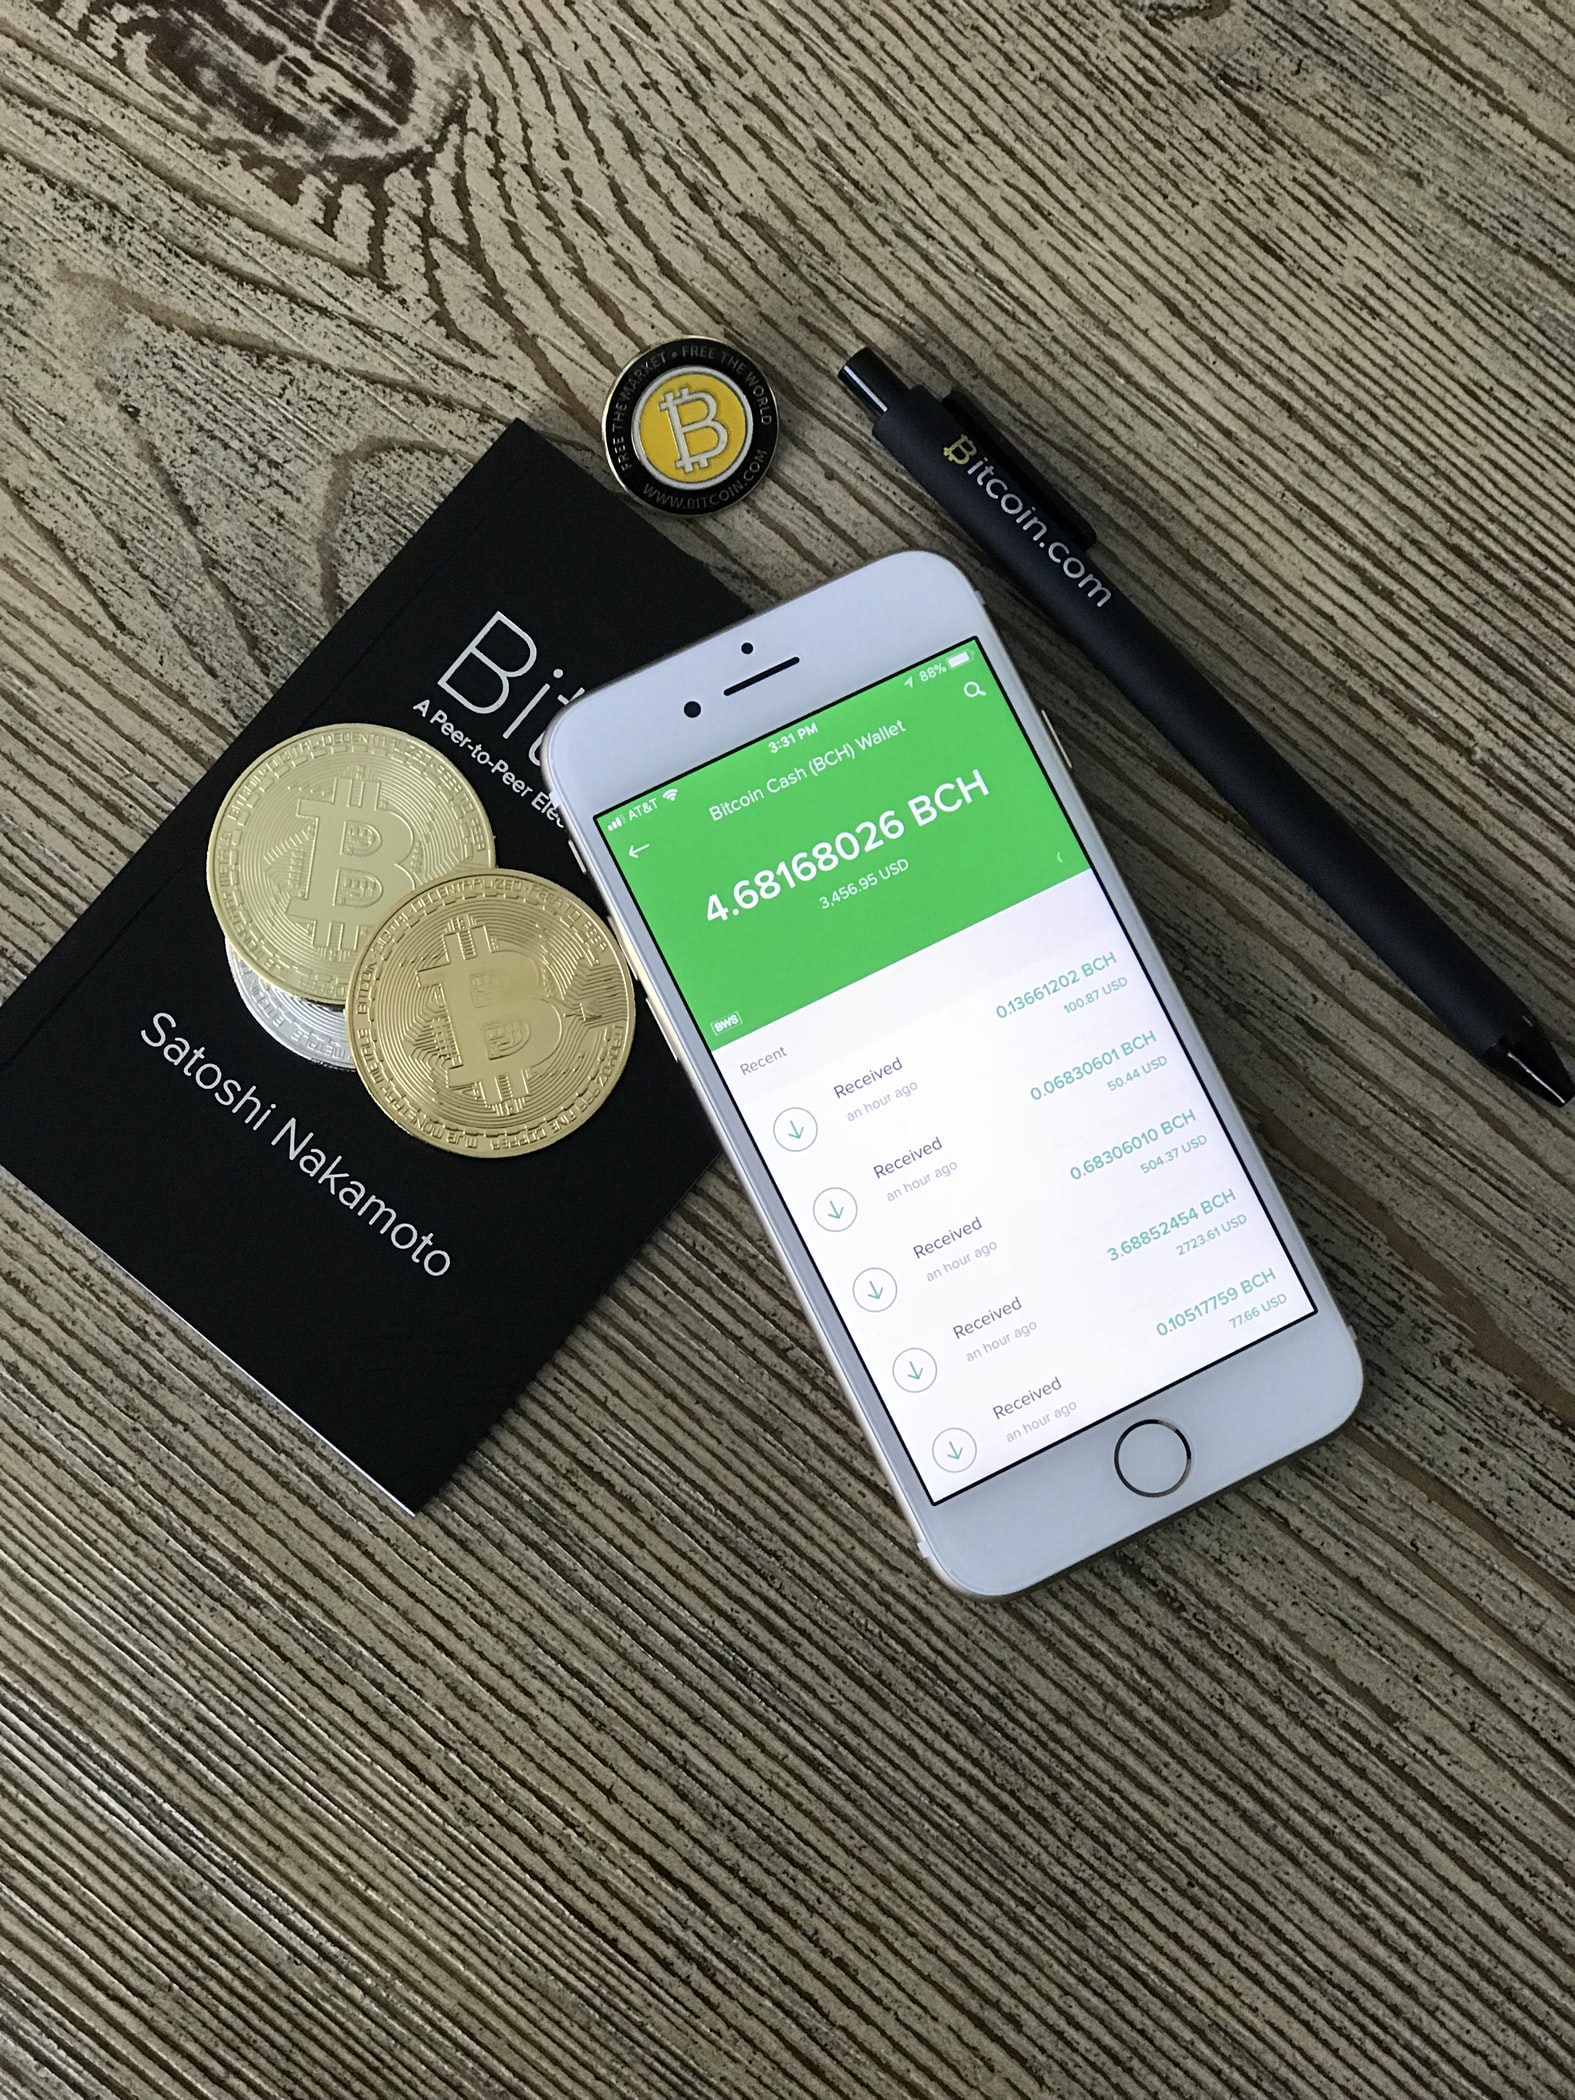 FREE THE MARKET • FREE THE WORLD
WWW.BITCOIN.COM
Bitcoin.com
Bit
A Peer-to-Peer Elec
Satoshi Nakamoto
AT&T
3:31 PM
88%
Bitcoin Cash (BCH) Wallet
4.68168026 BCH
3,456.95 USD
BWS
Recent
Received
0.13661202 BCH
an hour ago
100.87 USD
Received
0.06830601 BCH
an hour ago
50.44 USD
Received
0.68306010 BCH
an hour ago
504.37 USD
Received
3.68852454 BCH
an hour ago
2723.61 USD
Received
0.10517759 BCH
an hour ago
77.66 USD